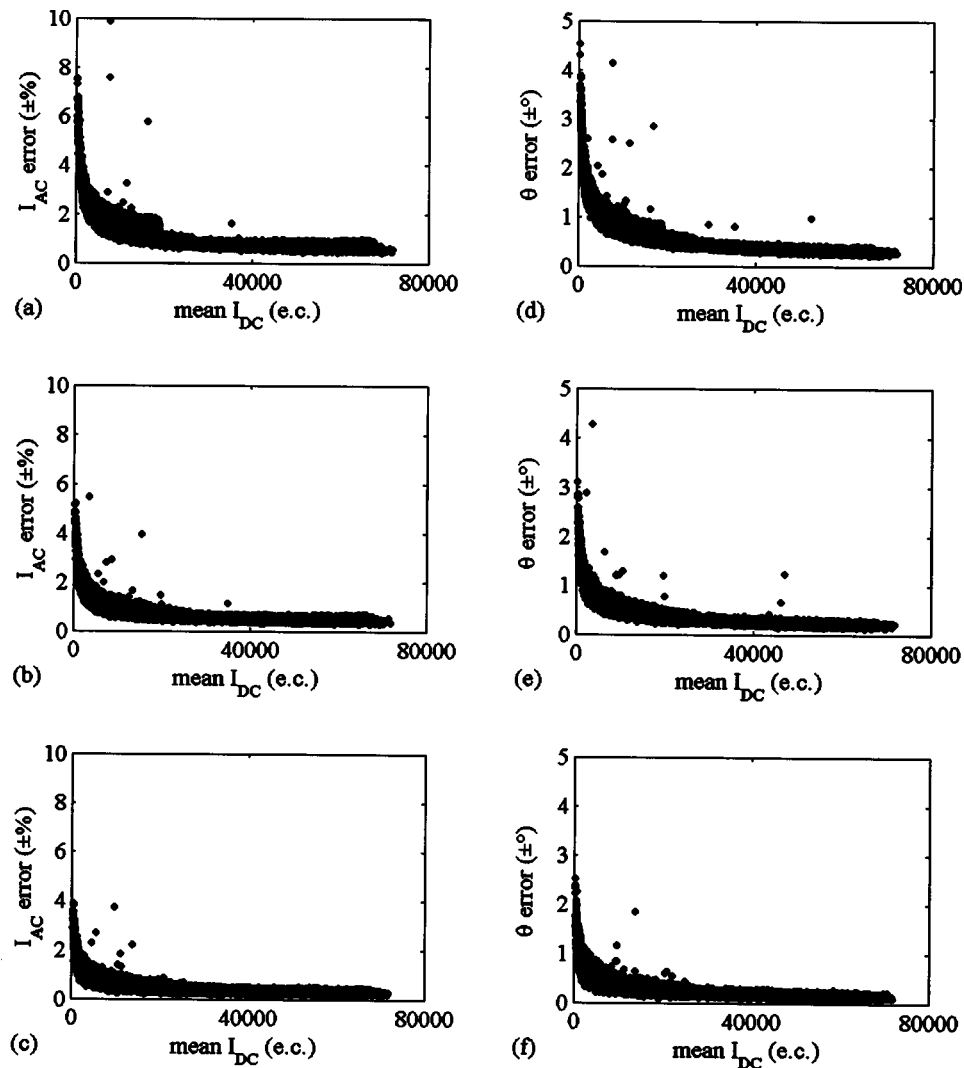 10
8
6
4
2
0
I_AC error (±%)
0 40000 80000
mean I_DC (e.c.)
(a)
5
4
3
2
1
0
θ error (±°)
0 40000 80000
mean I_DC (e.c.)
(d)
10
8
6
4
2
0
I_AC error (±%)
0 40000 80000
mean I_DC (e.c.)
(b)
5
4
3
2
1
0
θ error (±°)
0 40000 80000
mean I_DC (e.c.)
(e)
10
8
6
4
2
0
I_AC error (±%)
0 40000 80000
mean I_DC (e.c.)
(c)
5
4
3
2
1
0
θ error (±°)
0 40000 80000
mean I_DC (e.c.)
(f)